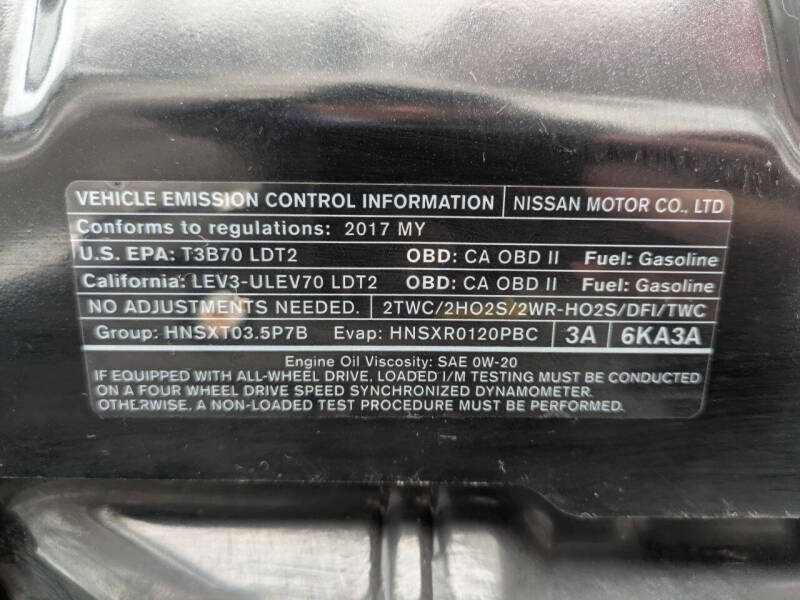 VEHICLE EMISSION CONTROL INFORMATION NISSAN MOTOR CO., LTD
Conforms to regulations: 2017 MY
U.S. EPA: T3B70 LDT2 OBD: CA OBD II Fuel: Gasoline
California: LEV3-ULEV70 LDT2 OBD: CA OBD II Fuel: Gasoline
NO ADJUSTMENTS NEEDED. 2TWC/2HO2S/2WR-HO2S/DFI/TWC
Group: HNSXT03.5P7B Evap: HNSXR0120PBC 3A 6KA3A
Engine Oil Viscosity: SAE 0W-20
IF EQUIPPED WITH ALL-WHEEL DRIVE, LOADED I/M TESTING MUST BE CONDUCTED
ON A FOUR WHEEL DRIVE SPEED SYNCHRONIZED DYNAMOMETER.
OTHERWISE, A NON-LOADED TEST PROCEDURE MUST BE PERFORMED.